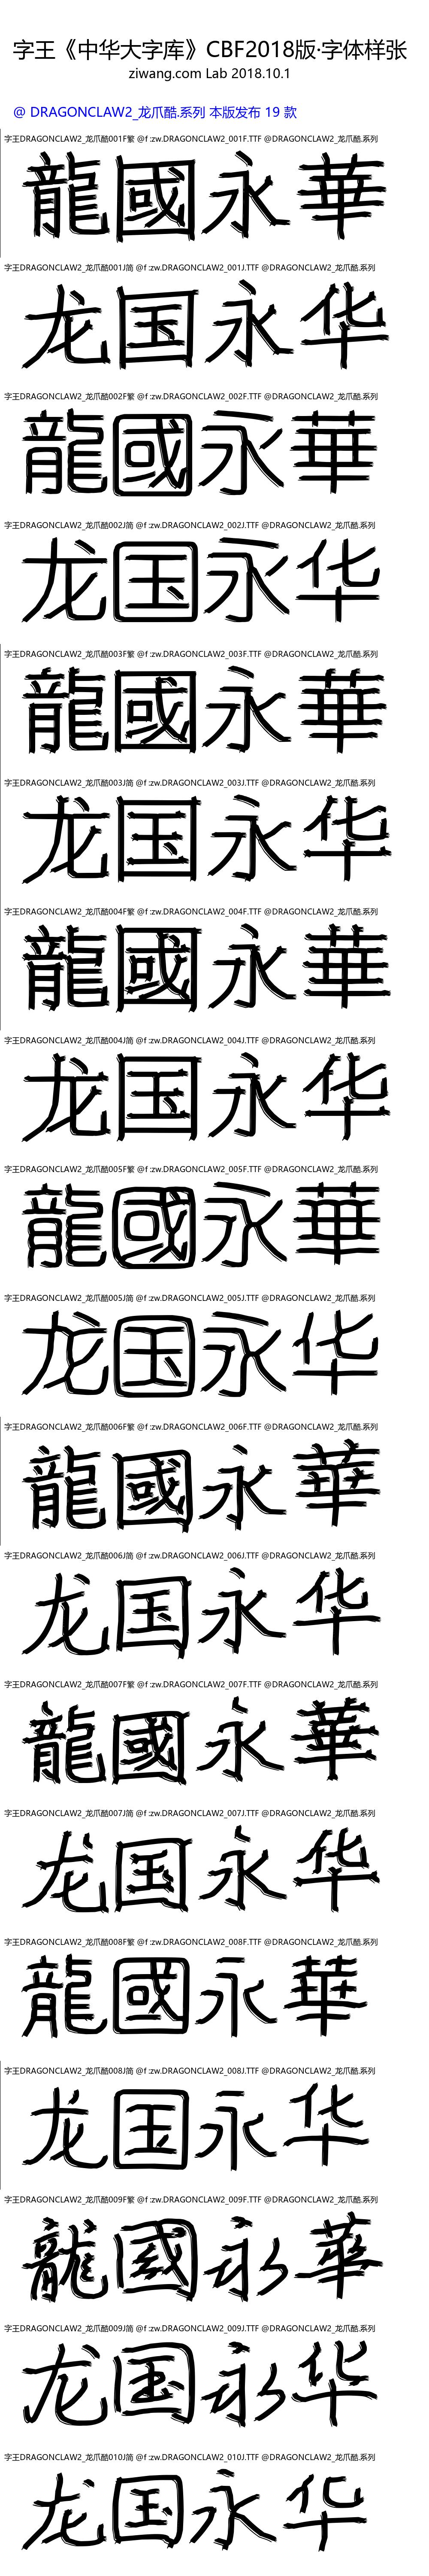 字王《中华大字库》CBF2018版·字体样张
ziwang.com Lab 2018.10.1
@ DRAGONCLAW2_龙爪酷.系列 本版发布 19 款
字王DRAGONCLAW2_龙爪酷001F繁 @f :zw.DRAGONCLAW2_001F.TTF @DRAGONCLAW2_龙爪酷.系列
龍國永華
字王DRAGONCLAW2_龙爪酷001J简 @f :zw.DRAGONCLAW2_001J.TTF @DRAGONCLAW2_龙爪酷.系列
龙国永华
字王DRAGONCLAW2_龙爪酷002F繁 @f :zw.DRAGONCLAW2_002F.TTF @DRAGONCLAW2_龙爪酷.系列
龍國永華
字王DRAGONCLAW2_龙爪酷002J简 @f :zw.DRAGONCLAW2_002J.TTF @DRAGONCLAW2_龙爪酷.系列
龙国永华
字王DRAGONCLAW2_龙爪酷003F繁 @f :zw.DRAGONCLAW2_003F.TTF @DRAGONCLAW2_龙爪酷.系列
龍國永華
字王DRAGONCLAW2_龙爪酷003J简 @f :zw.DRAGONCLAW2_003J.TTF @DRAGONCLAW2_龙爪酷.系列
龙国永华
字王DRAGONCLAW2_龙爪酷004F繁 @f :zw.DRAGONCLAW2_004F.TTF @DRAGONCLAW2_龙爪酷.系列
龍國永華
字王DRAGONCLAW2_龙爪酷004J简 @f :zw.DRAGONCLAW2_004J.TTF @DRAGONCLAW2_龙爪酷.系列
龙国永华
字王DRAGONCLAW2_龙爪酷005F繁 @f :zw.DRAGONCLAW2_005F.TTF @DRAGONCLAW2_龙爪酷.系列
龍國永華
字王DRAGONCLAW2_龙爪酷005J简 @f :zw.DRAGONCLAW2_005J.TTF @DRAGONCLAW2_龙爪酷.系列
龙国永华
字王DRAGONCLAW2_龙爪酷006F繁 @f :zw.DRAGONCLAW2_006F.TTF @DRAGONCLAW2_龙爪酷.系列
龍國永華
字王DRAGONCLAW2_龙爪酷006J简 @f :zw.DRAGONCLAW2_006J.TTF @DRAGONCLAW2_龙爪酷.系列
龙国永华
字王DRAGONCLAW2_龙爪酷007F繁 @f :zw.DRAGONCLAW2_007F.TTF @DRAGONCLAW2_龙爪酷.系列
龍國永華
字王DRAGONCLAW2_龙爪酷007J简 @f :zw.DRAGONCLAW2_007J.TTF @DRAGONCLAW2_龙爪酷.系列
龙国永华
字王DRAGONCLAW2_龙爪酷008F繁 @f :zw.DRAGONCLAW2_008F.TTF @DRAGONCLAW2_龙爪酷.系列
龍國永華
字王DRAGONCLAW2_龙爪酷008J简 @f :zw.DRAGONCLAW2_008J.TTF @DRAGONCLAW2_龙爪酷.系列
龙国永华
字王DRAGONCLAW2_龙爪酷009F繁 @f :zw.DRAGONCLAW2_009F.TTF @DRAGONCLAW2_龙爪酷.系列
龍國永華
字王DRAGONCLAW2_龙爪酷009J简 @f :zw.DRAGONCLAW2_009J.TTF @DRAGONCLAW2_龙爪酷.系列
龙国永华
字王DRAGONCLAW2_龙爪酷010J简 @f :zw.DRAGONCLAW2_010J.TTF @DRAGONCLAW2_龙爪酷.系列
龙国永华